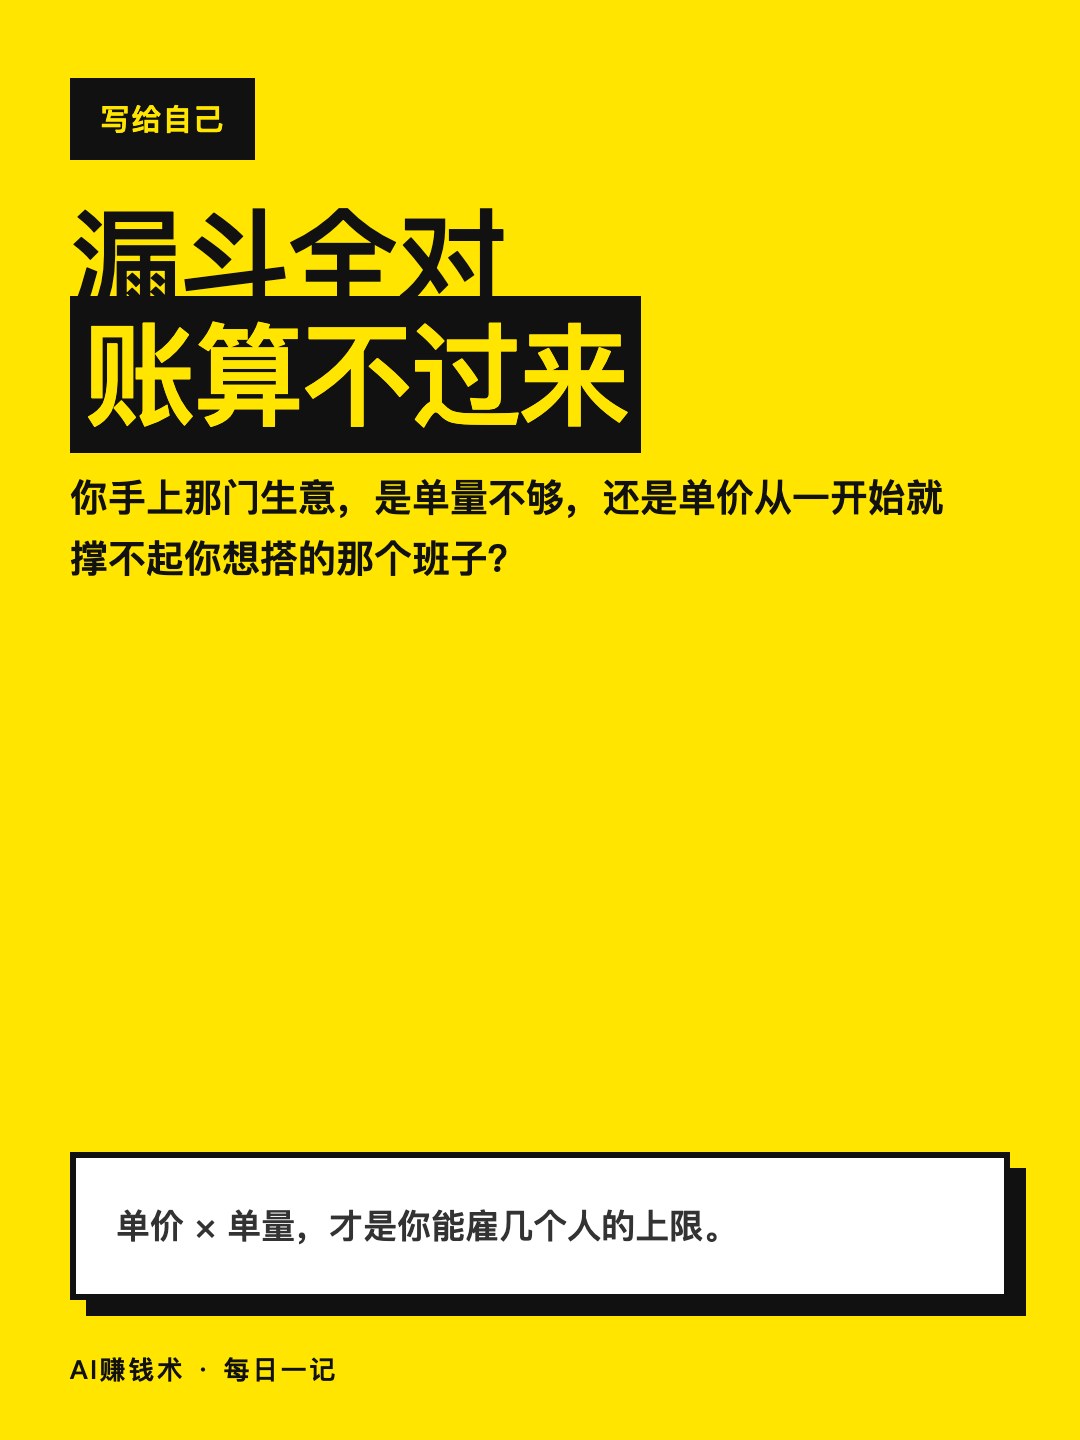 写给自己
漏斗全对
账算不过来
你手上那门生意，是单量不够，还是单价从一开始就
撑不起你想搭的那个班子？
单价 × 单量，才是你能雇几个人的上限。
AI赚钱术 · 每日一记